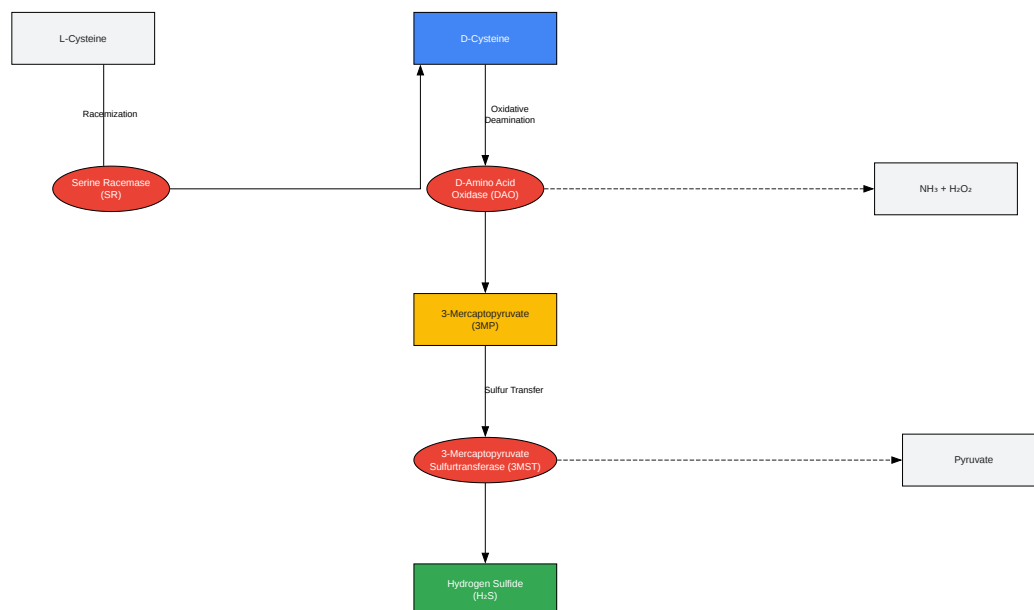 L-Cysteine
D-Cysteine
Racemization
Oxidative
Deamination
Serine Racemase
(SR)
D-Amino Acid
Oxidase (DAO)
NH₃ + H₂O₂
3-Mercaptopyruvate
(3MP)
Sulfur Transfer
3-Mercaptopyruvate
Sulfurtransferase (3MST)
Pyruvate
Hydrogen Sulfide
(H₂S)